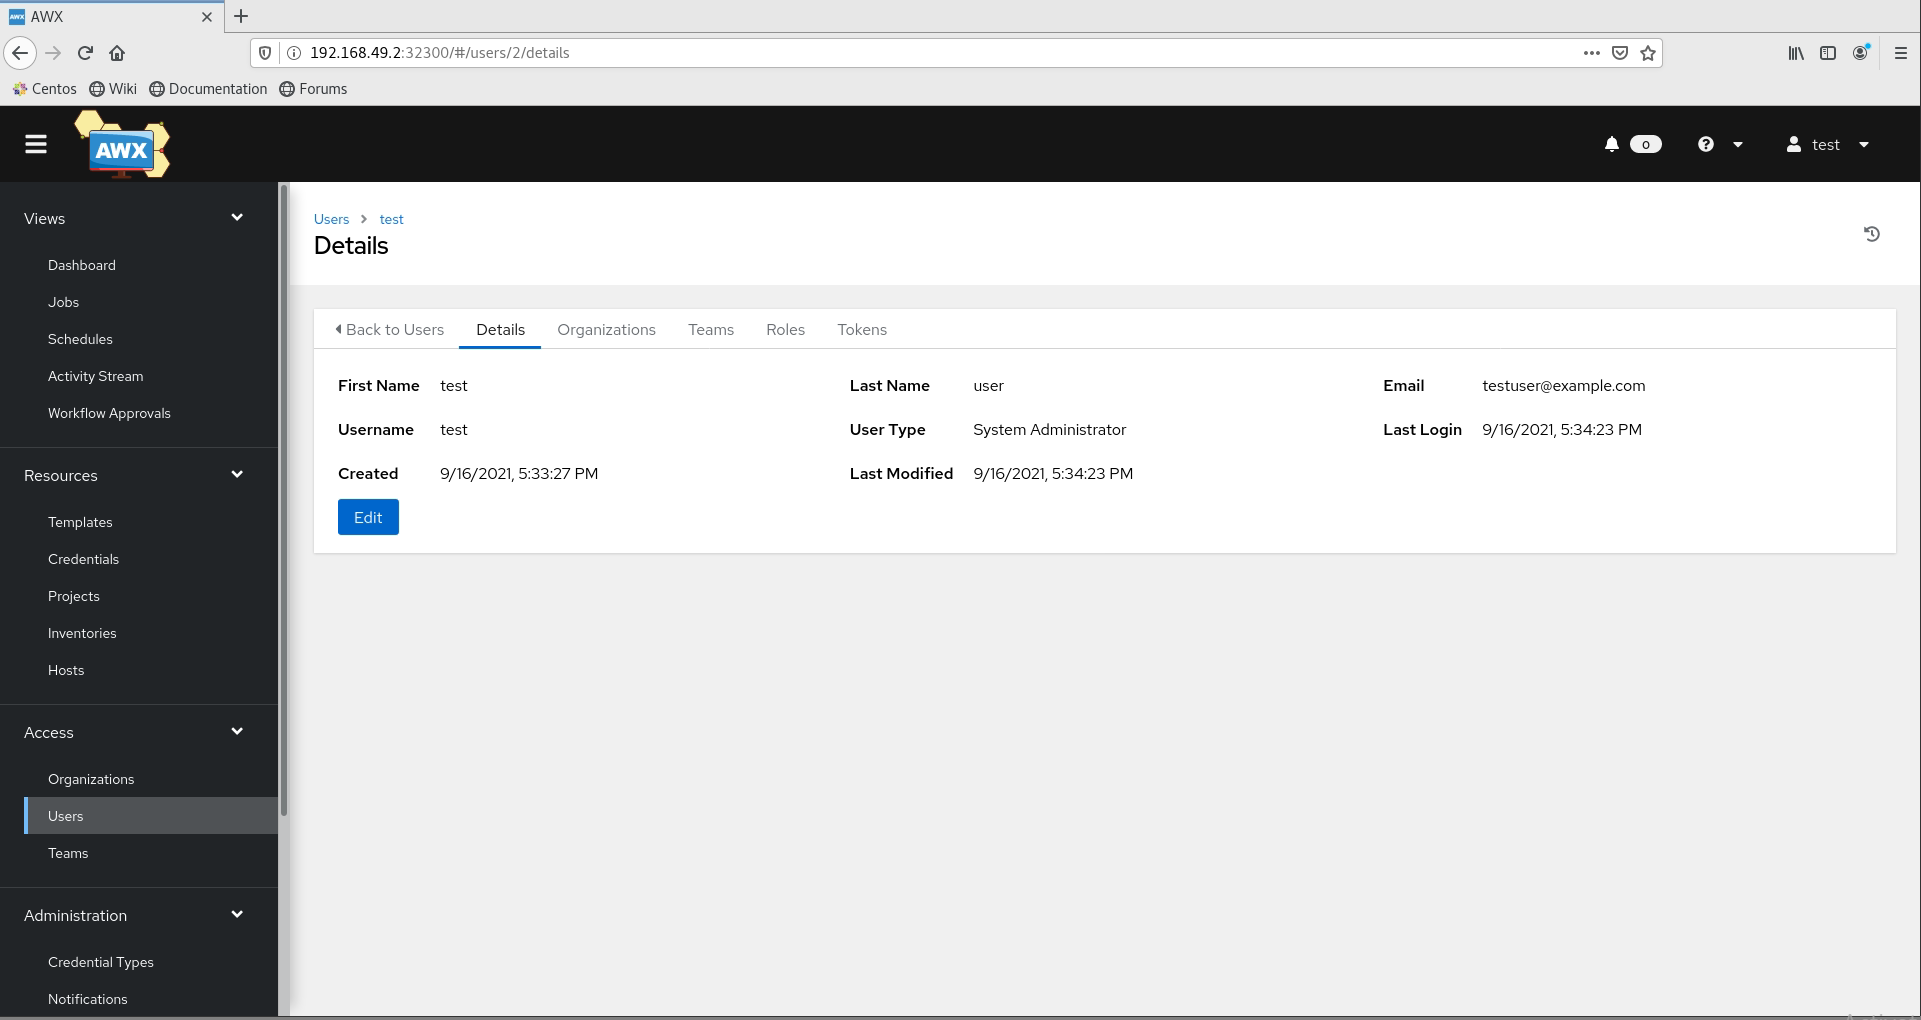 AWX
192.168.49.2:32300/#/users/2/details
Centos Wiki Documentation Forums
AWX
0
test
Views
Dashboard
Jobs
Schedules
Activity Stream
Workflow Approvals
Resources
Templates
Credentials
Projects
Inventories
Hosts
Access
Organizations
Users
Teams
Administration
Credential Types
Notifications
Users > test
Details
Back to Users Details Organizations Teams Roles Tokens
First Name test Last Name user Email testuser@example.com
Username test User Type System Administrator Last Login 9/16/2021, 5:34:23 PM
Created 9/16/2021, 5:33:27 PM Last Modified 9/16/2021, 5:34:23 PM
Edit